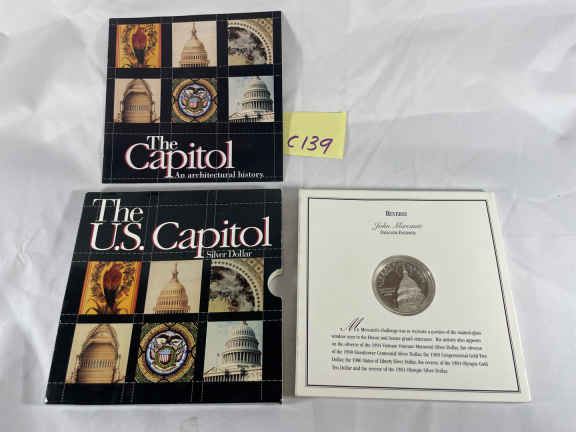 The
Capitol
An architectural history.
C139
The
U.S. Capitol
Silver Dollar
REVERSE
John Mercanti
Mr. Mercanti's challenge was to recreate a portion of the stained-glass
window seen in the House and Senate grand staircases. The artist's also appears
on the obverse of the 1994 Vietnam Veterans Memorial Silver Dollar, the obverse
of the 1990 Eisenhower Centennial Silver Dollar, the 1989 Congressional Gold Five
Dollar, the 1986 Statue of Liberty Silver Dollar, the reverse of the 1984 Olympic Gold
Ten Dollar and the reverse of the 1983 Olympic Silver Dollar.